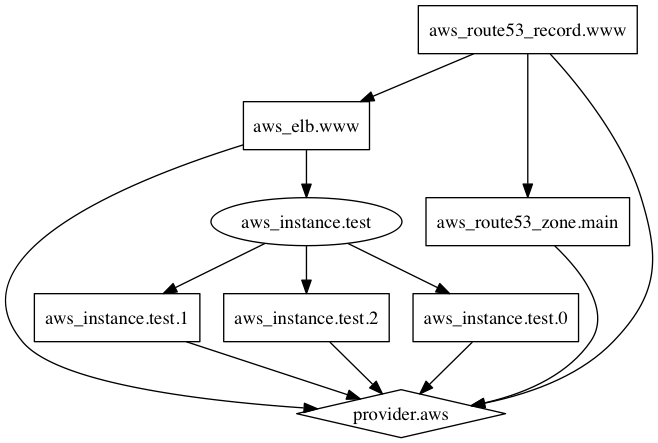 aws_route53_record.www
aws_elb.www
aws_instance.test
aws_route53_zone.main
aws_instance.test.1
aws_instance.test.2
aws_instance.test.0
provider.aws